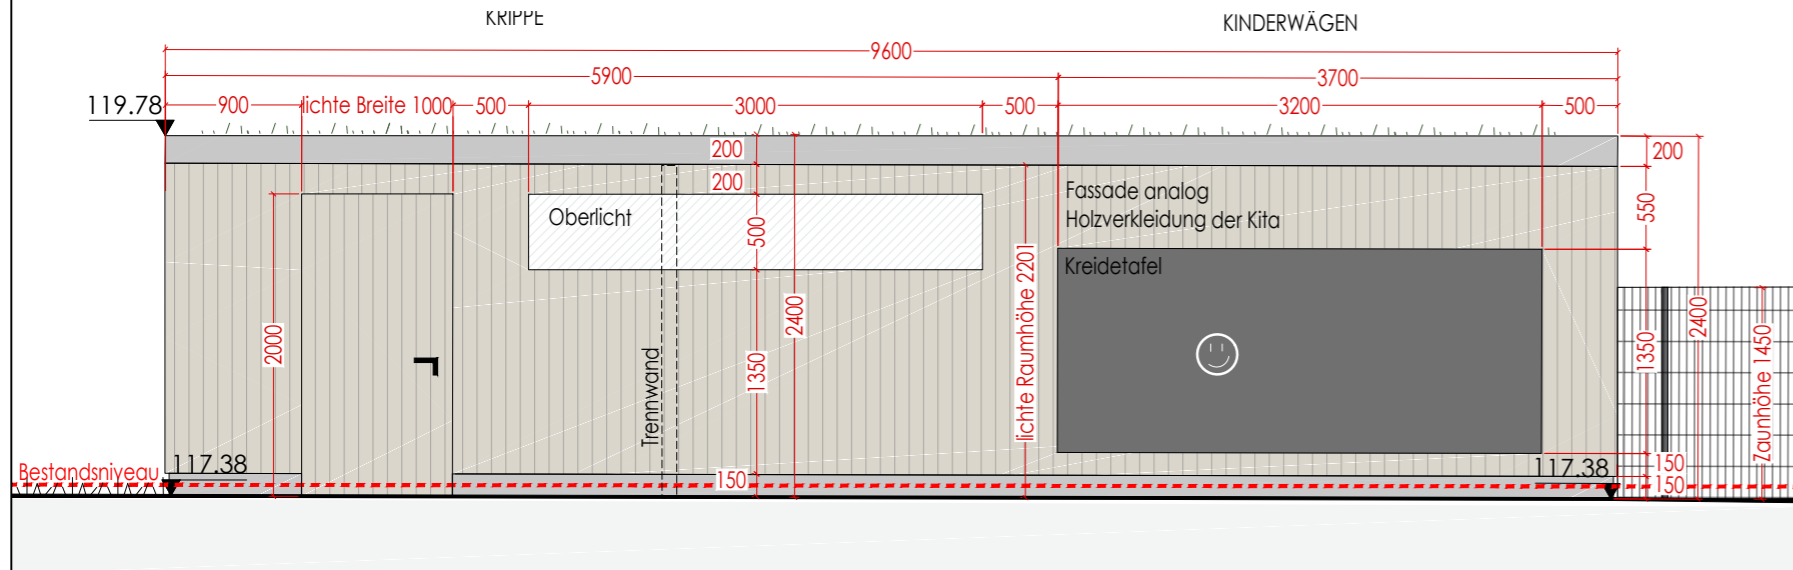 KRIPPE
KINDERWÄGEN
9600
5900
3700
119.78
900
lichte Breite 1000
500
3000
500
3200
500
200
200
200
Fassade analog
Holzverkleidung der Kita
Oberlicht
550
500
Kreidetafel
2000
2400
lichte Raumhöhe 2201
1350
Trennwand
1350
2400
Zaunhöhe 1450
Bestandsniveau
117.38
117.38
150
150
150